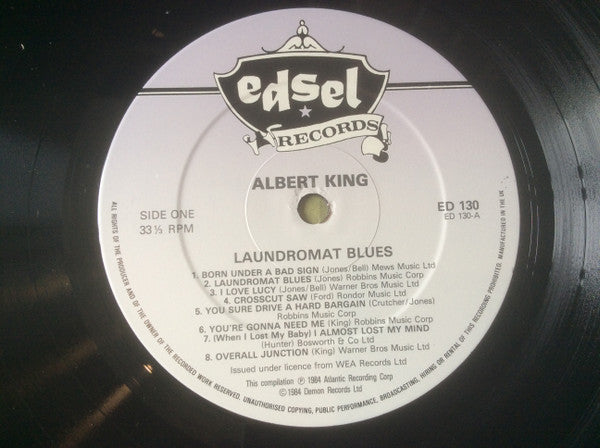 edsel
RECORDS
ALBERT KING
SIDE ONE
33⅓ RPM
ED 130
ED 130-A
LAUNDROMAT BLUES
1. BORN UNDER A BAD SIGN (Jones/Bell) Mews Music Ltd
2. LAUNDROMAT BLUES (Jones) Robbins Music Corp
3. I LOVE LUCY (Jones/Bell) Warner Bros Music Ltd
4. CROSSCUT SAW (Ford) Rondor Music Ltd
5. YOU SURE DRIVE A HARD BARGAIN (Crutcher/Jones)
Robbins Music Corp
6. YOU'RE GONNA NEED ME (King) Robbins Music Corp
7. (When I Lost My Baby) I ALMOST LOST MY MIND
(Hunter) Bosworth & Co Ltd
8. OVERALL JUNCTION (King) Warner Bros Music Ltd
Issued under licence from WEA Records Ltd
This compilation ℗ 1984 Atlantic Recording Corp
©1984 Demon Records Ltd
ALL RIGHTS OF THE PRODUCER AND OF THE OWNER OF THE RECORDED WORK RESERVED. UNAUTHORISED COPYING, PUBLIC PERFORMANCE, BROADCASTING, HIRING OR RENTAL OF THIS RECORDING PROHIBITED. MANUFACTURED IN THE UK